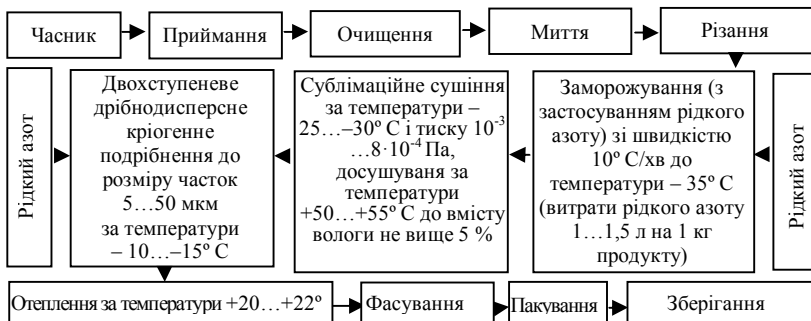 Часник
Приймання
Очищення
Миття
Різання
Рідкий азот
Двохступеневе
дрібнодисперсне
кріогенне
подрібнення до
розміру часток
5…50 мкм
за температури
– 10…–15º С
Сублімаційне сушіння
за температури –
25…–30º С і тиску 10⁻³
…8·10⁻⁴ Па,
досушуваня за
температури
+50…+55º С до вмісту
вологи не вище 5 %
Заморожування (з
застосуванням рідкого
азоту) зі швидкістю
10º С/хв до
температури – 35º С
(витрати рідкого азоту
1…1,5 л на 1 кг
продукту)
Рідкий азот
Отеплення за температури +20…+22º
Фасування
Пакування
Зберігання